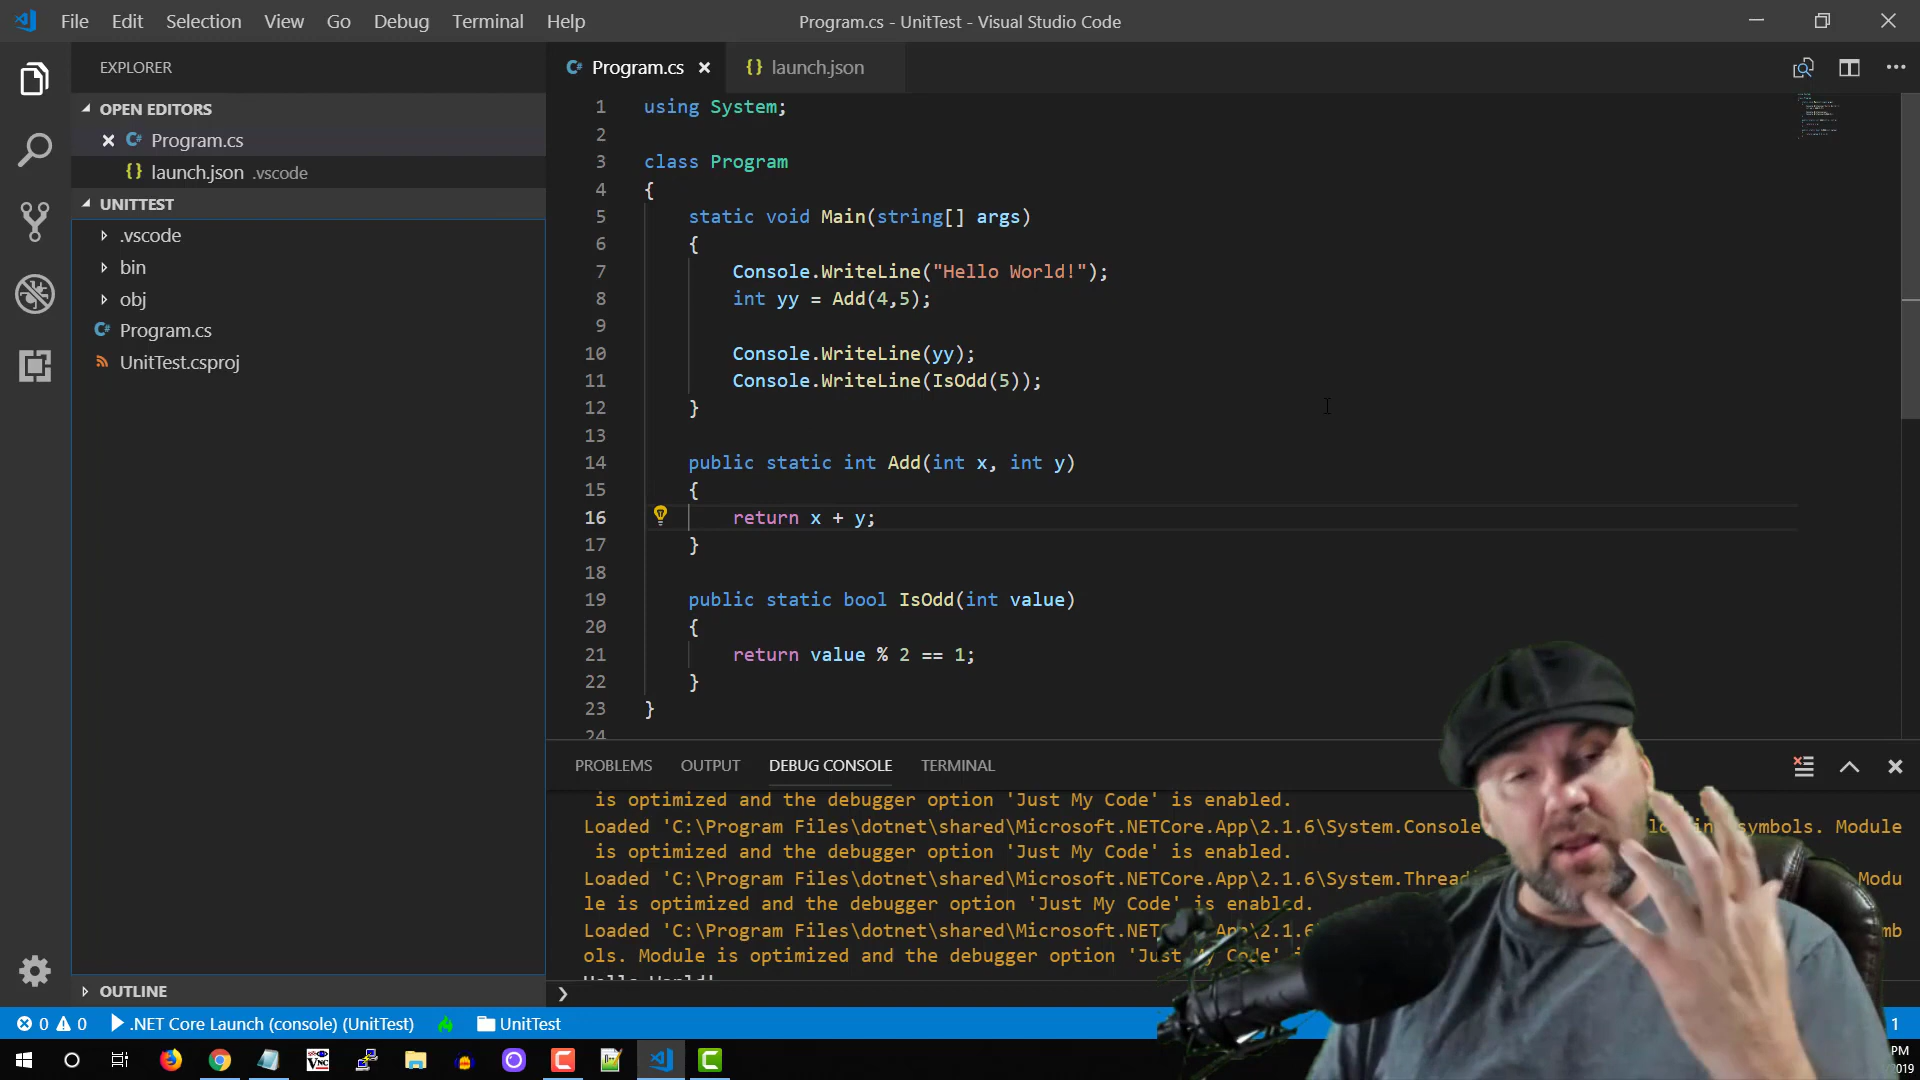 File Edit Selection View Go Debug Terminal Help
Program.cs - UnitTest - Visual Studio Code
EXPLORER
OPEN EDITORS
Program.cs
launch.json .vscode
UNITTEST
.vscode
bin
obj
Program.cs
UnitTest.csproj
OUTLINE
Program.cs
launch.json
1 using System;
2
3 class Program
4 {
5 static void Main(string[] args)
6 {
7 Console.WriteLine("Hello World!");
8 int yy = Add(4,5);
9
10 Console.WriteLine(yy);
11 Console.WriteLine(IsOdd(5));
12 }
13
14 public static int Add(int x, int y)
15 {
16 return x + y;
17 }
18
19 public static bool IsOdd(int value)
20 {
21 return value % 2 == 1;
22 }
23 }
24
PROBLEMS OUTPUT DEBUG CONSOLE TERMINAL
is optimized and the debugger option 'Just My Code' is enabled.
Loaded 'C:\Program Files\dotnet\shared\Microsoft.NETCore.App\2.1.6\System.Console symbols. Module
is optimized and the debugger option 'Just My Code' is enabled.
Loaded 'C:\Program Files\dotnet\shared\Microsoft.NETCore.App\2.1.6\System.Threadi Modu
le is optimized and the debugger option 'Just My Code' is enabled.
Loaded 'C:\Program Files\dotnet\shared\Microsoft.NETCore.App\2.1.6 mb
ols. Module is optimized and the debugger option 'Just My Code'
Hello World!
0 0 .NET Core Launch (console) (UnitTest) UnitTest 1
PM
2019